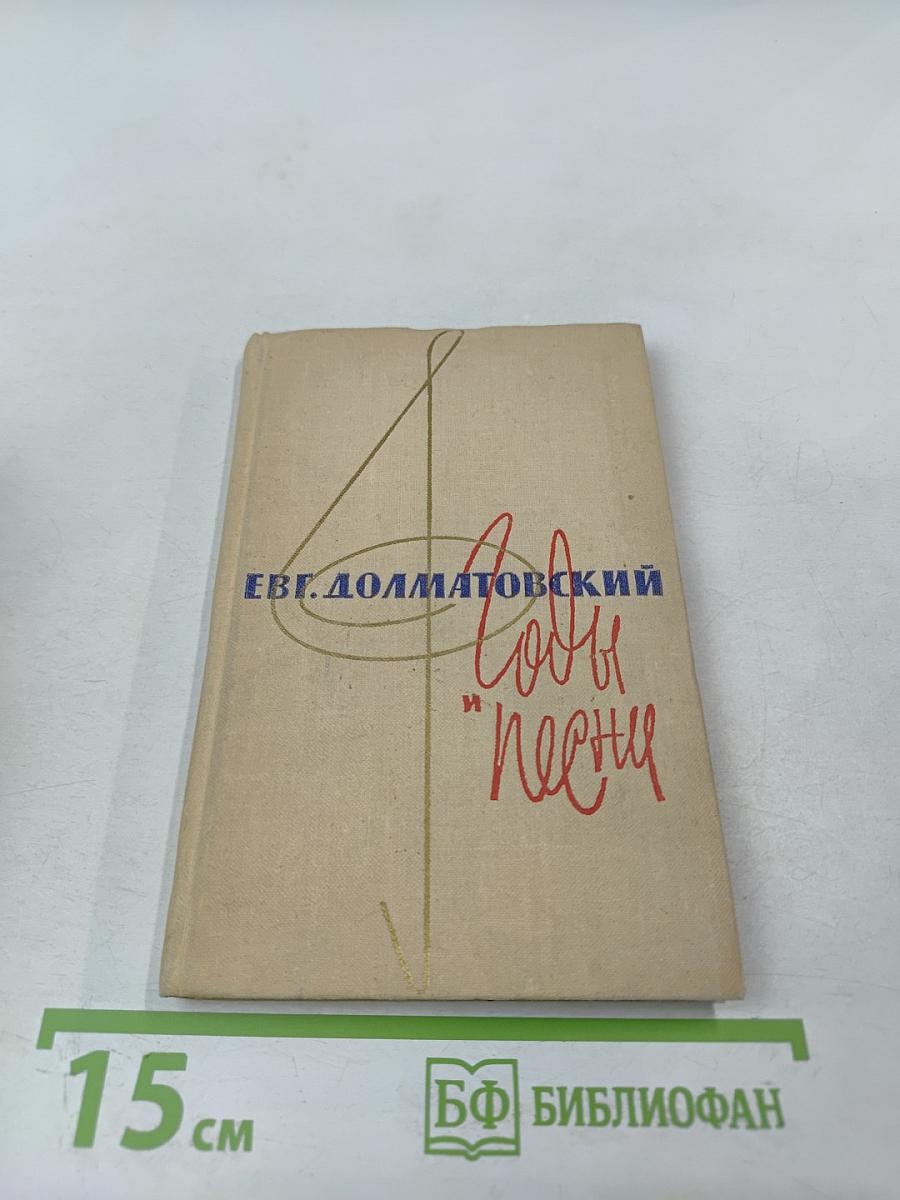 ЕВГ. ДОЛМАТОВСКИЙ
Годы
и
песни
15 см
БФ БИБЛИОФАН